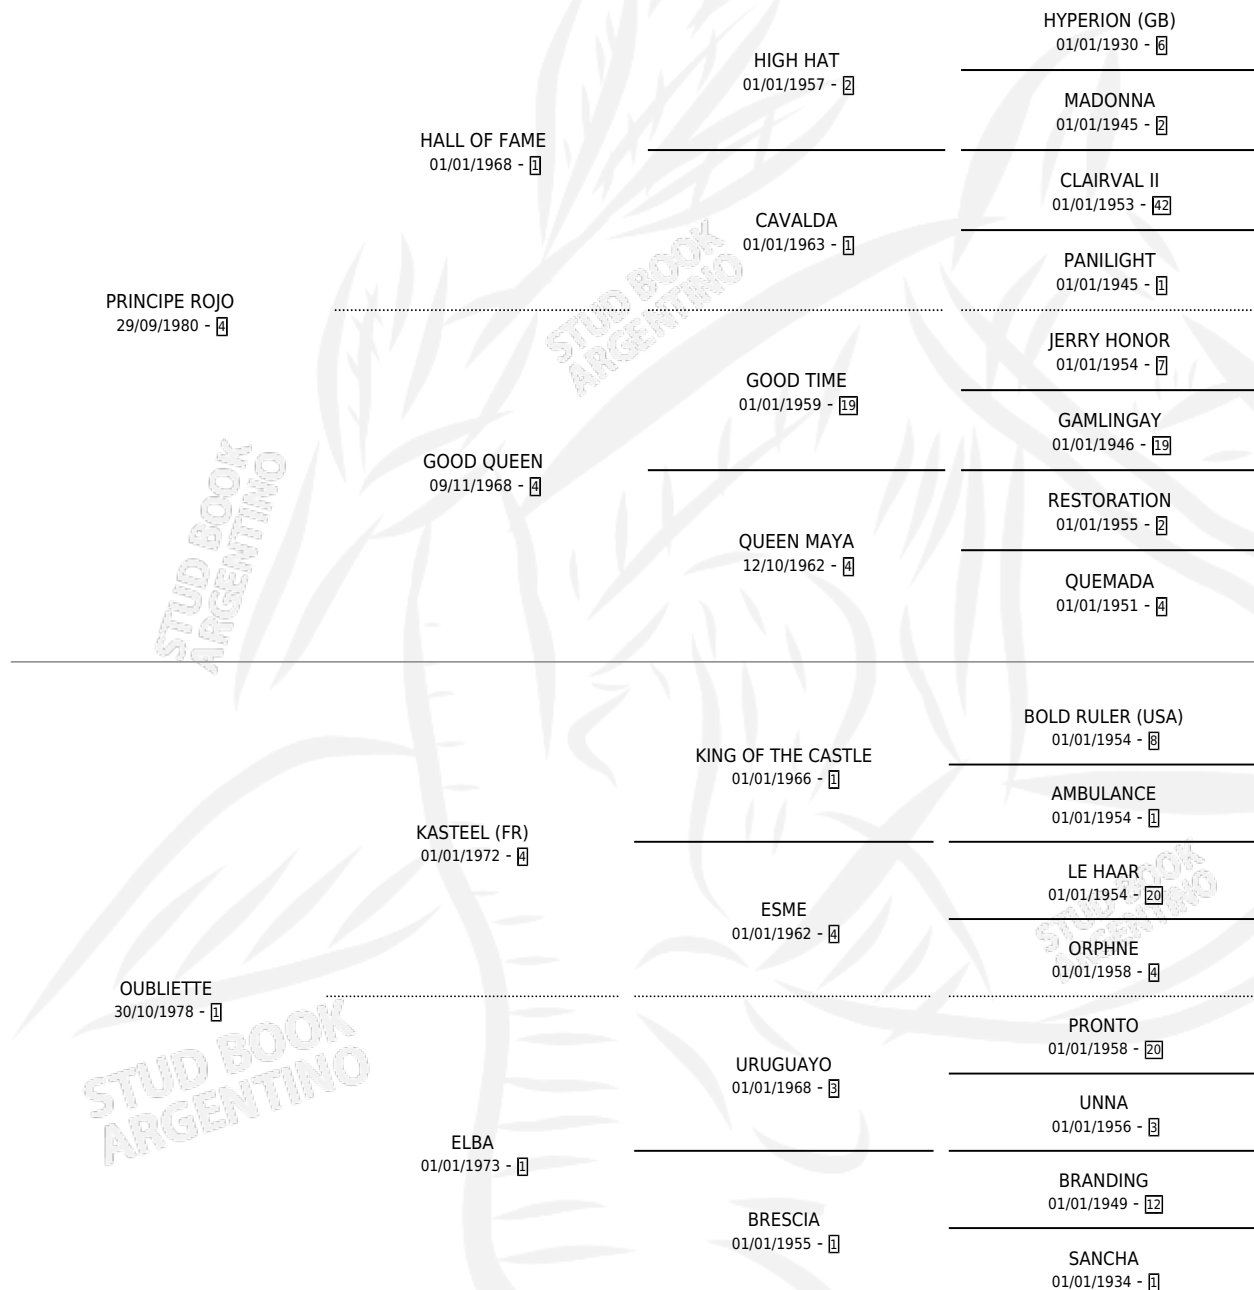 HYPERION (GB)
01/01/1930 - 6
HIGH HAT
01/01/1957 - 2
MADONNA
01/01/1945 - 2
HALL OF FAME
01/01/1968 - 1
CLAIRVAL II
01/01/1953 - 42
CAVALDA
01/01/1963 - 1
PANILIGHT
01/01/1945 - 1
PRINCIPE ROJO
29/09/1980 - 4
JERRY HONOR
01/01/1954 - 7
GOOD TIME
01/01/1959 - 19
GAMLINGAY
01/01/1946 - 19
GOOD QUEEN
09/11/1968 - 4
RESTORATION
01/01/1955 - 2
QUEEN MAYA
12/10/1962 - 4
QUEMADA
01/01/1951 - 4
BOLD RULER (USA)
01/01/1954 - 8
KING OF THE CASTLE
01/01/1966 - 1
AMBULANCE
01/01/1954 - 1
KASTEEL (FR)
01/01/1972 - 4
LE HAAR
01/01/1954 - 20
ESME
01/01/1962 - 4
ORPHNE
01/01/1958 - 4
OUBLIETTE
30/10/1978 - 1
PRONTO
01/01/1958 - 20
URUGUAYO
01/01/1968 - 3
UNNA
01/01/1956 - 3
ELBA
01/01/1973 - 1
BRANDING
01/01/1949 - 12
BRESCIA
01/01/1955 - 1
SANCHA
01/01/1934 - 1
STUD BOOK
ARGENTINO
STUD BOOK
ARGENTINO
STUD BOOK
ARGENTINO
STUD BOOK
ARGENTINO